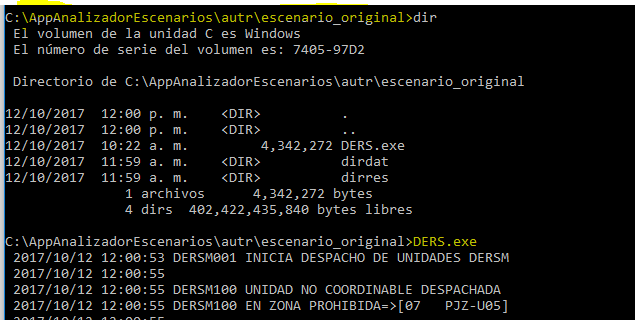 C:\AppAnalizadorEscenarios\autr\escenario_original>dir
El volumen de la unidad C es Windows
El número de serie del volumen es: 7405-97D2
Directorio de C:\AppAnalizadorEscenarios\autr\escenario_original
12/10/2017  12:00 p. m.    <DIR>          .
12/10/2017  12:00 p. m.    <DIR>          ..
12/10/2017  10:22 a. m.         4,342,272 DERS.exe
12/10/2017  11:59 a. m.    <DIR>          dirdat
12/10/2017  11:59 a. m.    <DIR>          dirres
1 archivos      4,342,272 bytes
4 dirs  402,422,435,840 bytes libres
C:\AppAnalizadorEscenarios\autr\escenario_original>DERS.exe
2017/10/12 12:00:53 DERSM001 INICIA DESPACHO DE UNIDADES DERSM
2017/10/12 12:00:55
2017/10/12 12:00:55 DERSM100 UNIDAD NO COORDINABLE DESPACHADA
2017/10/12 12:00:55 DERSM100 EN ZONA PROHIBIDA=>[07   PJZ-U05]
2017/10/12 12:00:55